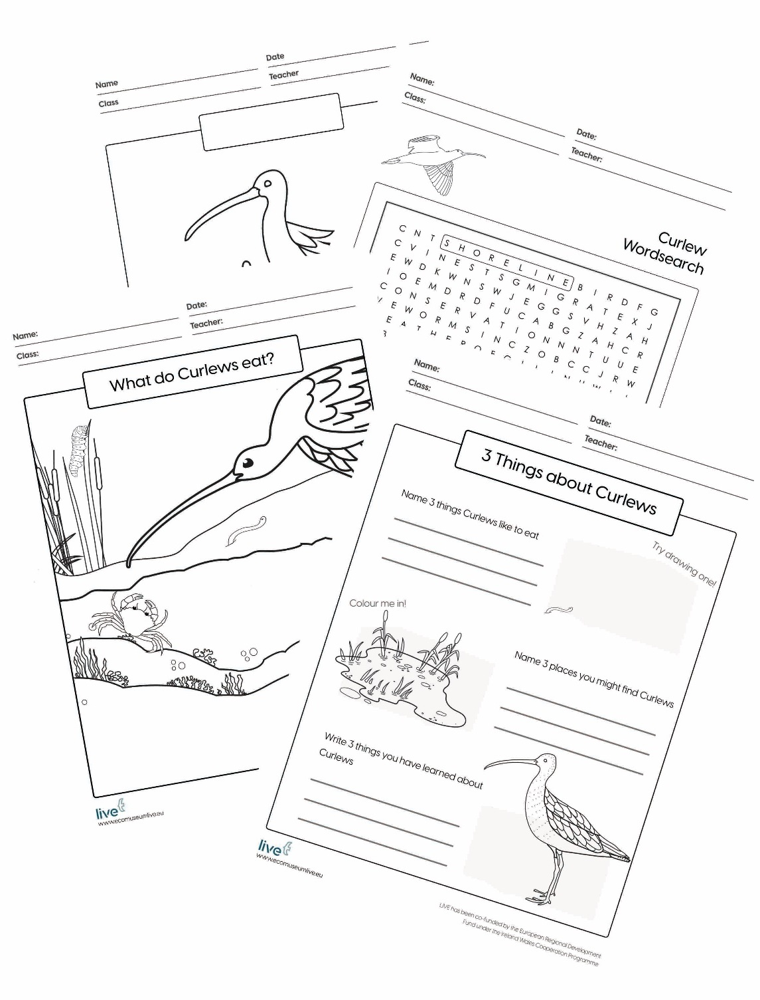 Name
Date
Class
Teacher
Name:
Class:
Date:
Teacher:
Curlew
Wordsearch
C N T S H O R E L I N E B I R D F G
C V I N E S T S G M I G R A T E X J
E W D K W N S W J E G G S V H Z A H
I O E M D R D F U C A B G Z A H C R
C O N S E R V A T I O N N N T U U E
V E W O R M S I N C Z O B C C J R W
Name:
Date:
Class:
Teacher:
What do Curlews eat?
live
www.ecomuseumlive.eu
Name:
Class:
Date:
Teacher:
3 Things about Curlews
Name 3 things Curlews like to eat
Try drawing one!
Colour me in!
Name 3 places you might find Curlews
Write 3 things you have learned about
Curlews
live
www.ecomuseumlive.eu
LIVE has been co-funded by the European Regional Development
Fund under the Ireland Wales Cooperation Programme